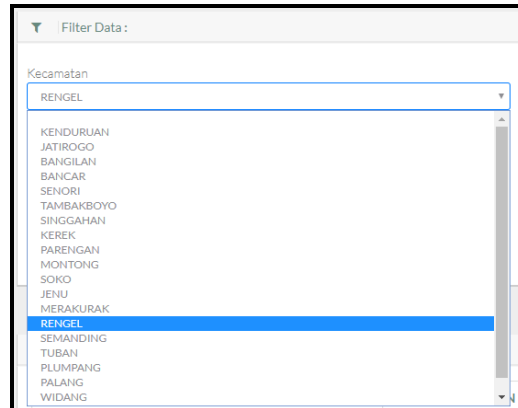 Filter Data :
Kecamatan
RENGEL
KENDURUAN
JATIROGO
BANGILAN
BANCAR
SENORI
TAMBAKBOYO
SINGGAHAN
KEREK
PARENGAN
MONTONG
SOKO
JENU
MERAKURAK
RENGEL
SEMANDING
TUBAN
PLUMPANG
PALANG
WIDANG